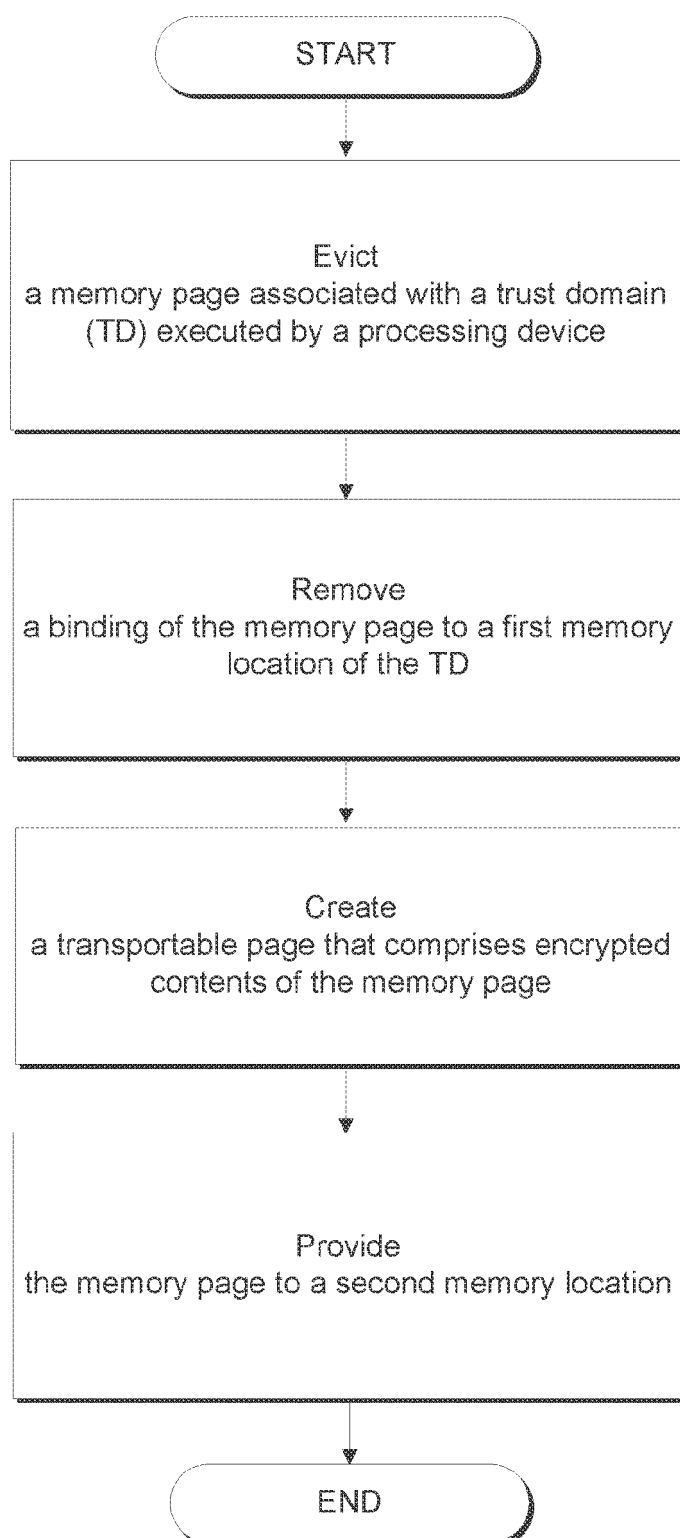 START
Evict
a memory page associated with a trust domain
(TD) executed by a processing device
Remove
a binding of the memory page to a first memory
location of the TD
Create
a transportable page that comprises encrypted
contents of the memory page
Provide
the memory page to a second memory location
END